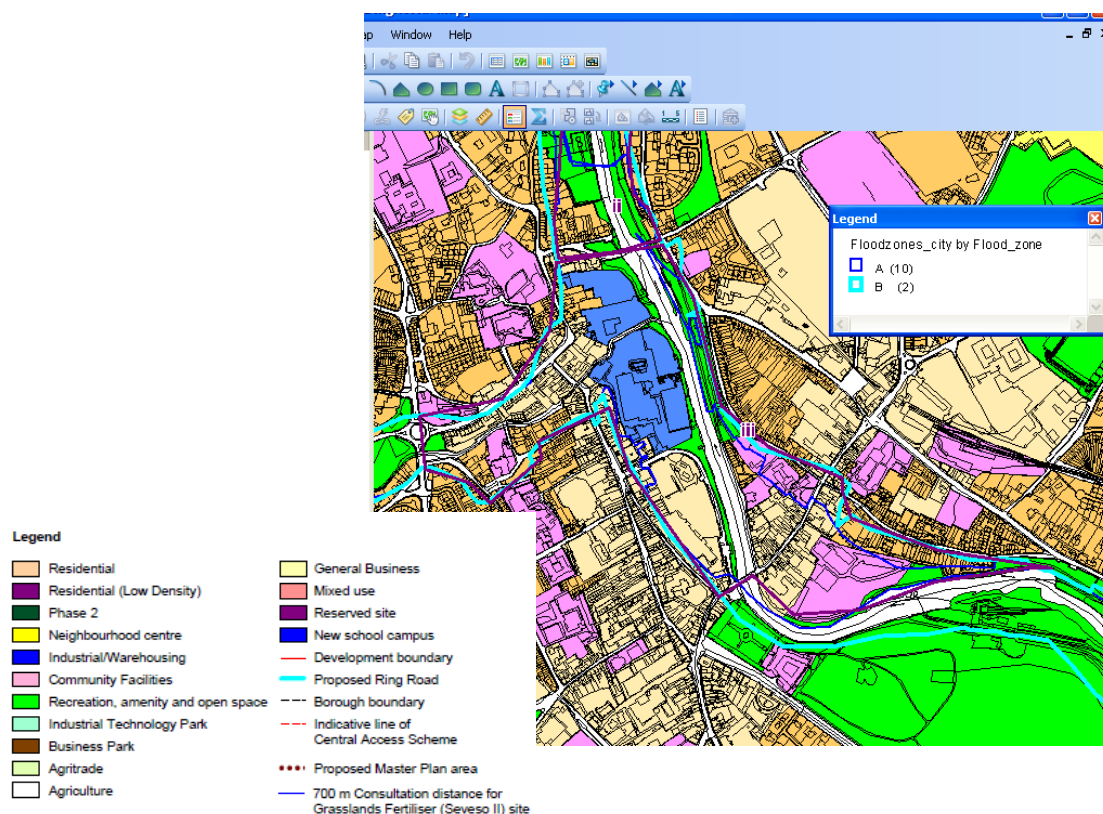 Window Help
ii
Legend
Floodzones_city by Flood_zone
A (10)
B (2)
iii
Legend
Residential
Residential (Low Density)
Phase 2
Neighbourhood centre
Industrial/Warehousing
Community Facilities
Recreation, amenity and open space
Industrial Technology Park
Business Park
Agritrade
Agriculture
General Business
Mixed use
Reserved site
New school campus
Development boundary
Proposed Ring Road
Borough boundary
Indicative line of
Central Access Scheme
Proposed Master Plan area
700 m Consultation distance for
Grasslands Fertiliser (Seveso II) site